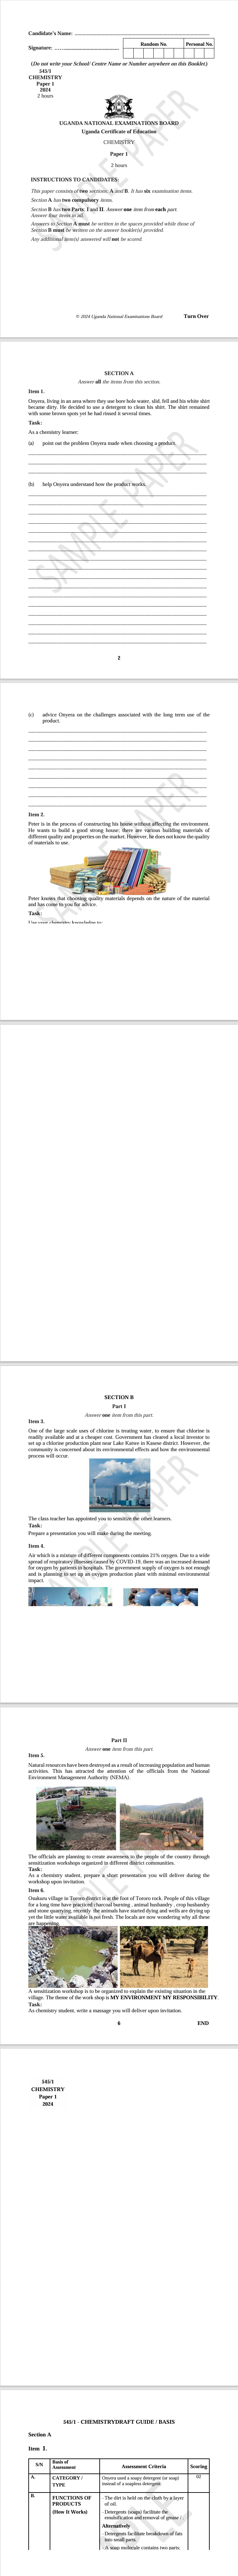 Candidate's Name:
Random No. Personal No.
Signature:
(Do not write your School/ Centre Name or Number anywhere on this Booklet.)
545/1
CHEMISTRY
Paper 1
2024
2 hours
UGANDA NATIONAL EXAMINATIONS BOARD
Uganda Certificate of Education
CHEMISTRY
Paper 1
2 hours
INSTRUCTIONS TO CANDIDATES:
This paper consists of two sections; A and B. It has six examination items.
Section A has two compulsory items.
Section B has two Parts; I and II. Answer one item from each part.
Answer four items in all.
Answers to Section A must be written in the spaces provided while those of
Section B must be written on the answer booklet(s) provided.
Any additional item(s) answered will not be scored.
© 2024 Uganda National Examinations Board Turn Over
SAMPLE PAPER
SECTION A
Answer all the items from this section.
Item 1.
Onyera, living in an area where they use bore hole water, slid, fell and his white shirt
became dirty. He decided to use a detergent to clean his shirt. The shirt remained
with some brown spots yet he had rinsed it several times.
Task:
As a chemistry learner;
(a) point out the problem Onyera made when choosing a product.
(b) help Onyera understand how the product works.
SAMPLE PAPER
2
(c) advice Onyera on the challenges associated with the long term use of the
product.
Item 2.
Peter is in the process of constructing his house without affecting the environment.
He wants to build a good strong house; there are various building materials of
different quality and properties on the market. However, he does not know the quality
of materials to use.
Peter knows that choosing quality materials depends on the nature of the material
and has come to you for advice.
Task:
Use your chemistry knowledge to;
SAMPLE PAPER
SECTION B
Part I
Answer one item from this part.
Item 3.
One of the large scale uses of chlorine is treating water, to ensure that chlorine is
readily available and at a cheaper cost. Government has cleared a local investor to
set up a chlorine production plant near Lake Katwe in Kasese district. However, the
community is concerned about its environmental effects and how the environmental
process will occur.
The class teacher has appointed you to sensitize the other learners.
Task:
Prepare a presentation you will make during the meeting.
Item 4.
Air which is a mixture of different components contains 21% oxygen. Due to a wide
spread of respiratory illnesses caused by COVID-19, there was an increased demand
for oxygen by patients in hospitals. The government supply of oxygen is not enough
and is planning to set up an oxygen production plant with minimal environmental
impact.
SAMPLE PAPER
Part II
Answer one item from this part.
Item 5.
Natural resources have been destroyed as a result of increasing population and human
activities. This has attracted the attention of the officials from the National
Environment Management Authority (NEMA).
The officials are planning to create awareness to the people of the country through
sensitization workshops organized in different district communities.
Task:
As a chemistry student, prepare a short presentation you will deliver during the
workshop upon invitation.
Item 6.
Osukuru village in Tororo district is at the foot of Tororo rock. People of this village
for a long time have practiced charcoal burning , animal husbandry , crop husbandry
and stone quarrying, recently the animals have started dying and wells are drying up
yet the little water available is not fresh. The locals are now wondering why all these
are happening.
A sensitization workshop is to be organized to explain the existing situation in the
village. The theme of the work shop is MY ENVIRONMENT MY RESPONSIBILITY.
Task:
As chemistry student, write a massage you will deliver upon invitation.
6 END
545/1
CHEMISTRY
Paper 1
2024
545/1 - CHEMISTRYDRAFT GUIDE / BASIS
Section A
Item 1.
S/N Basis of Assessment Assessment Criteria Scoring
A. CATEGORY / TYPE
Onyera used a soapy detergent (or soap)
instead of a soapless detergent.
02
B. FUNCTIONS OF PRODUCTS (How It Works)
- The dirt is held on the cloth by a layer
of oil.
- Detergents (soaps) facilitate the
emulsification and removal of grease /
Alternatively
- Detergents facilitate breakdown of fats
into small parts.
- A soap molecule contains two parts;